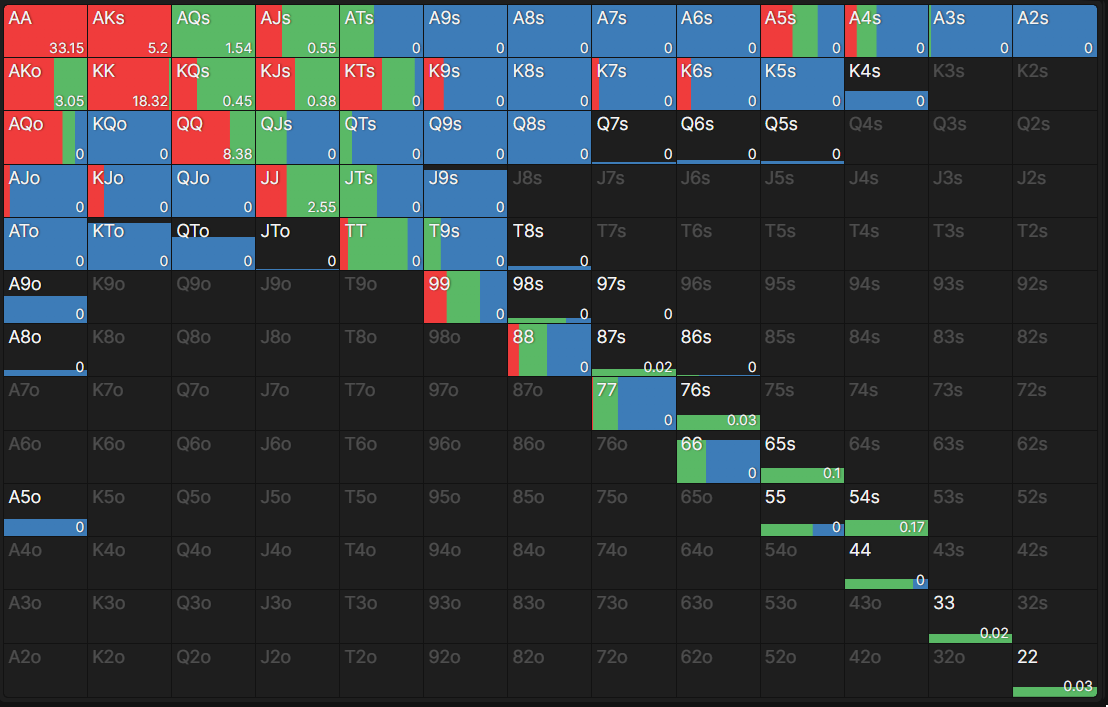 AA AKs AQs AJs ATs A9s A8s A7s A6s A5s A4s A3s A2s
33.15 5.2 1.54 0.55 0 0 0 0 0 0 0 0 0
AKo KK KQs KJs KTs K9s K8s K7s K6s K5s K4s K3s K2s
3.05 18.32 0.45 0.38 0 0 0 0 0 0 0
AQo KQo QQ QJs QTs Q9s Q8s Q7s Q6s Q5s Q4s Q3s Q2s
0 0 8.38 0 0 0 0 0 0 0
AJo KJo QJo JJ JTs J9s J8s J7s J6s J5s J4s J3s J2s
0 0 0 2.55 0 0
ATo KTo QTo JTo TT T9s T8s T7s T6s T5s T4s T3s T2s
0 0 0 0 0 0 0
A9o K9o Q9o J9o T9o 99 98s 97s 96s 95s 94s 93s 92s
0 0 0 0
A8o K8o Q8o J8o T8o 98o 88 87s 86s 85s 84s 83s 82s
0 0 0.02 0
A7o K7o Q7o J7o T7o 97o 87o 77 76s 75s 74s 73s 72s
0 0.03
A6o K6o Q6o J6o T6o 96o 86o 76o 66 65s 64s 63s 62s
0 0.1
A5o K5o Q5o J5o T5o 95o 85o 75o 65o 55 54s 53s 52s
0 0 0.17
A4o K4o Q4o J4o T4o 94o 84o 74o 64o 54o 44 43s 42s
0
A3o K3o Q3o J3o T3o 93o 83o 73o 63o 53o 43o 33 32s
0.02
A2o K2o Q2o J2o T2o 92o 82o 72o 62o 52o 42o 32o 22
0.03